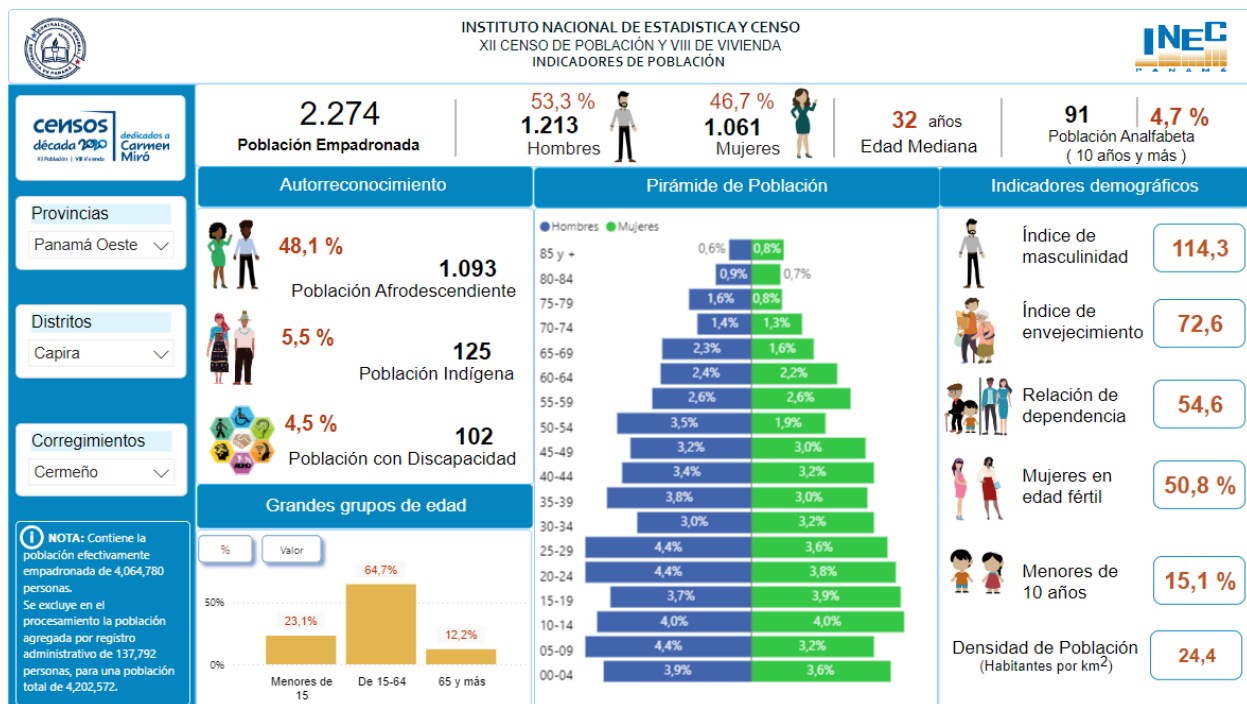 INSTITUTO NACIONAL DE ESTADISTICA Y CENSO
XII CENSO DE POBLACIÓN Y VIII DE VIVIENDA
INDICADORES DE POBLACIÓN
INEC
PANAMA
censos
década 2020
XI Población | VIII Vivienda
dedicados a
Carmen
Miró
2.274
Población Empadronada
53,3 %
1.213
Hombres
46,7 %
1.061
Mujeres
32 años
Edad Mediana
91
4,7 %
Población Analfabeta
( 10 años y más )
Provincias
Panamá Oeste
Distritos
Capira
Corregimientos
Cermeño
NOTA: Contiene la
población efectivamente
empadronada de 4,064,780
personas.
Se excluye en el
procesamiento la población
agregada por registro
administrativo de 137,792
personas, para una población
total de 4,202,572.
Autorreconocimiento
48,1 %
1.093
Población Afrodescendiente
5,5 %
125
Población Indígena
4,5 %
102
Población con Discapacidad
Grandes grupos de edad
%
Valor
50%
0%
23,1%
64,7%
12,2%
Menores de
15
De 15-64
65 y más
Pirámide de Población
Hombres Mujeres
85 y + 0,6% 0,8%
80-84 0,9% 0,7%
75-79 1,6% 0,8%
70-74 1,4% 1,3%
65-69 2,3% 1,6%
60-64 2,4% 2,2%
55-59 2,6% 2,6%
50-54 3,5% 1,9%
45-49 3,2% 3,0%
40-44 3,4% 3,2%
35-39 3,8% 3,0%
30-34 3,0% 3,2%
25-29 4,4% 3,6%
20-24 4,4% 3,8%
15-19 3,7% 3,9%
10-14 4,0% 4,0%
05-09 4,4% 3,2%
00-04 3,9% 3,6%
Indicadores demográficos
Índice de
masculinidad
114,3
Índice de
envejecimiento
72,6
Relación de
dependencia
54,6
Mujeres en
edad fértil
50,8 %
Menores de
10 años
15,1 %
Densidad de Población
(Habitantes por km²)
24,4